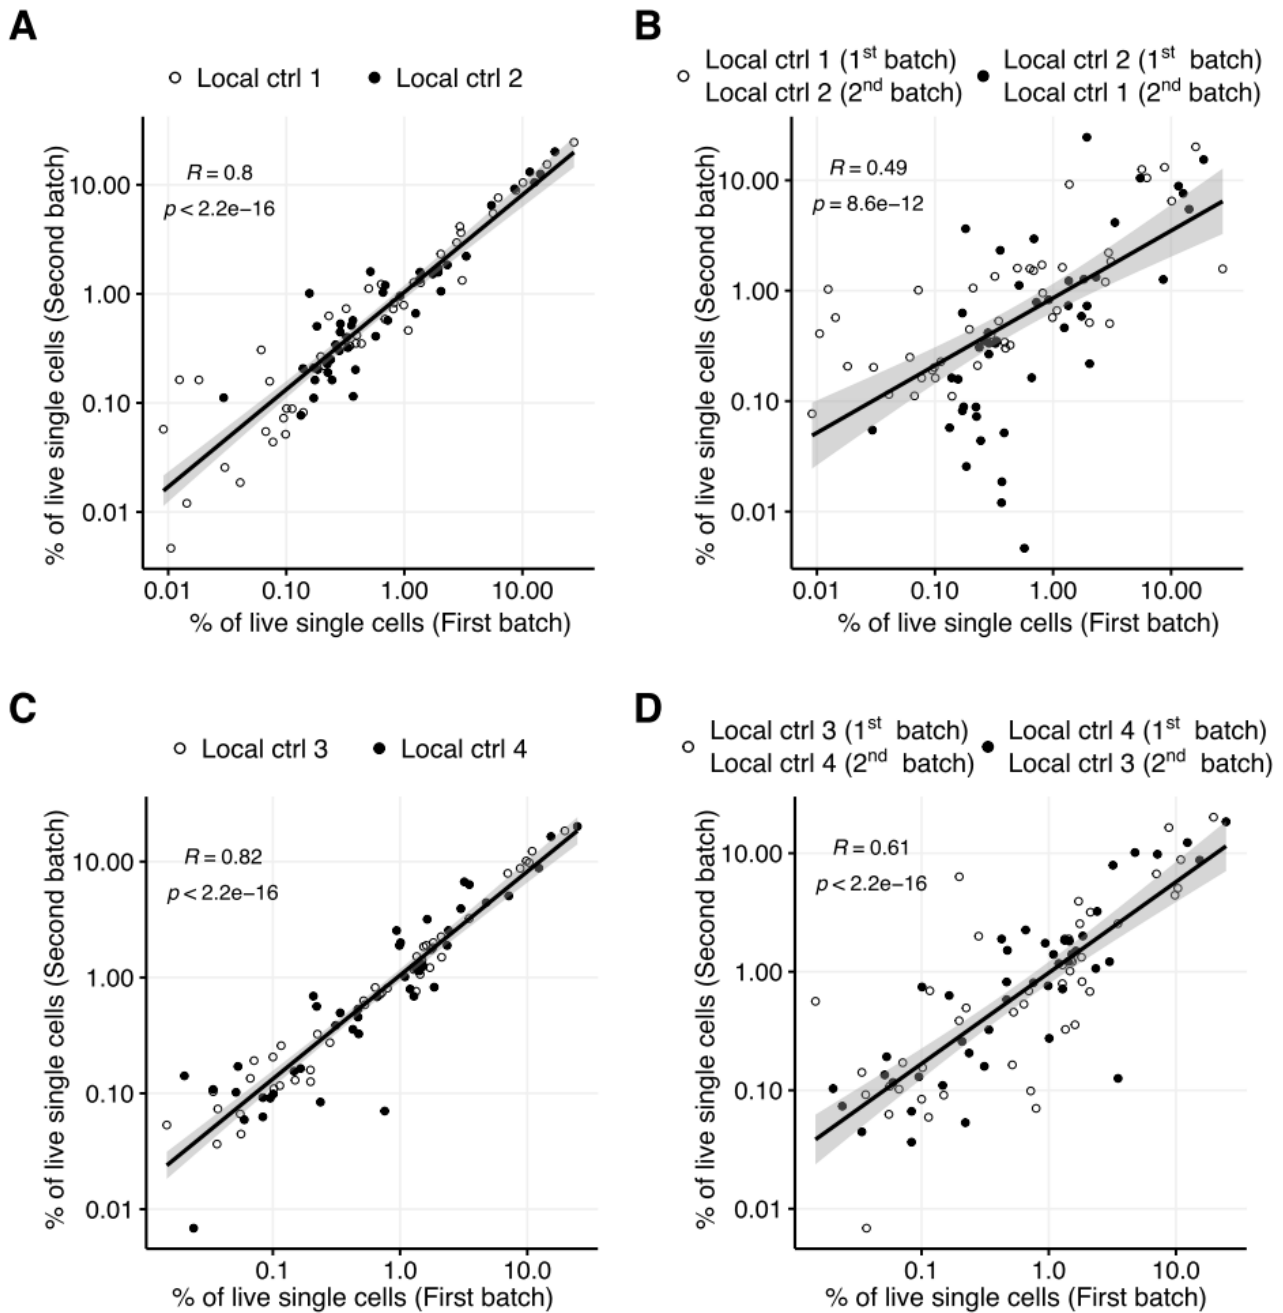 A
Local ctrl 1 Local ctrl 2
% of live single cells (Second batch)
R = 0.8
p < 2.2e−16
10.00
1.00
0.10
0.01
0.01 0.10 1.00 10.00
% of live single cells (First batch)
B
Local ctrl 1 (1st batch) Local ctrl 2 (1st batch)
Local ctrl 2 (2nd batch) Local ctrl 1 (2nd batch)
% of live single cells (Second batch)
R = 0.49
p = 8.6e−12
10.00
1.00
0.10
0.01
0.01 0.10 1.00 10.00
% of live single cells (First batch)
C
Local ctrl 3 Local ctrl 4
% of live single cells (Second batch)
R = 0.82
p < 2.2e−16
10.00
1.00
0.10
0.01
0.1 1.0 10.0
% of live single cells (First batch)
D
Local ctrl 3 (1st batch) Local ctrl 4 (1st batch)
Local ctrl 4 (2nd batch) Local ctrl 3 (2nd batch)
% of live single cells (Second batch)
R = 0.61
p < 2.2e−16
10.00
1.00
0.10
0.01
0.1 1.0 10.0
% of live single cells (First batch)